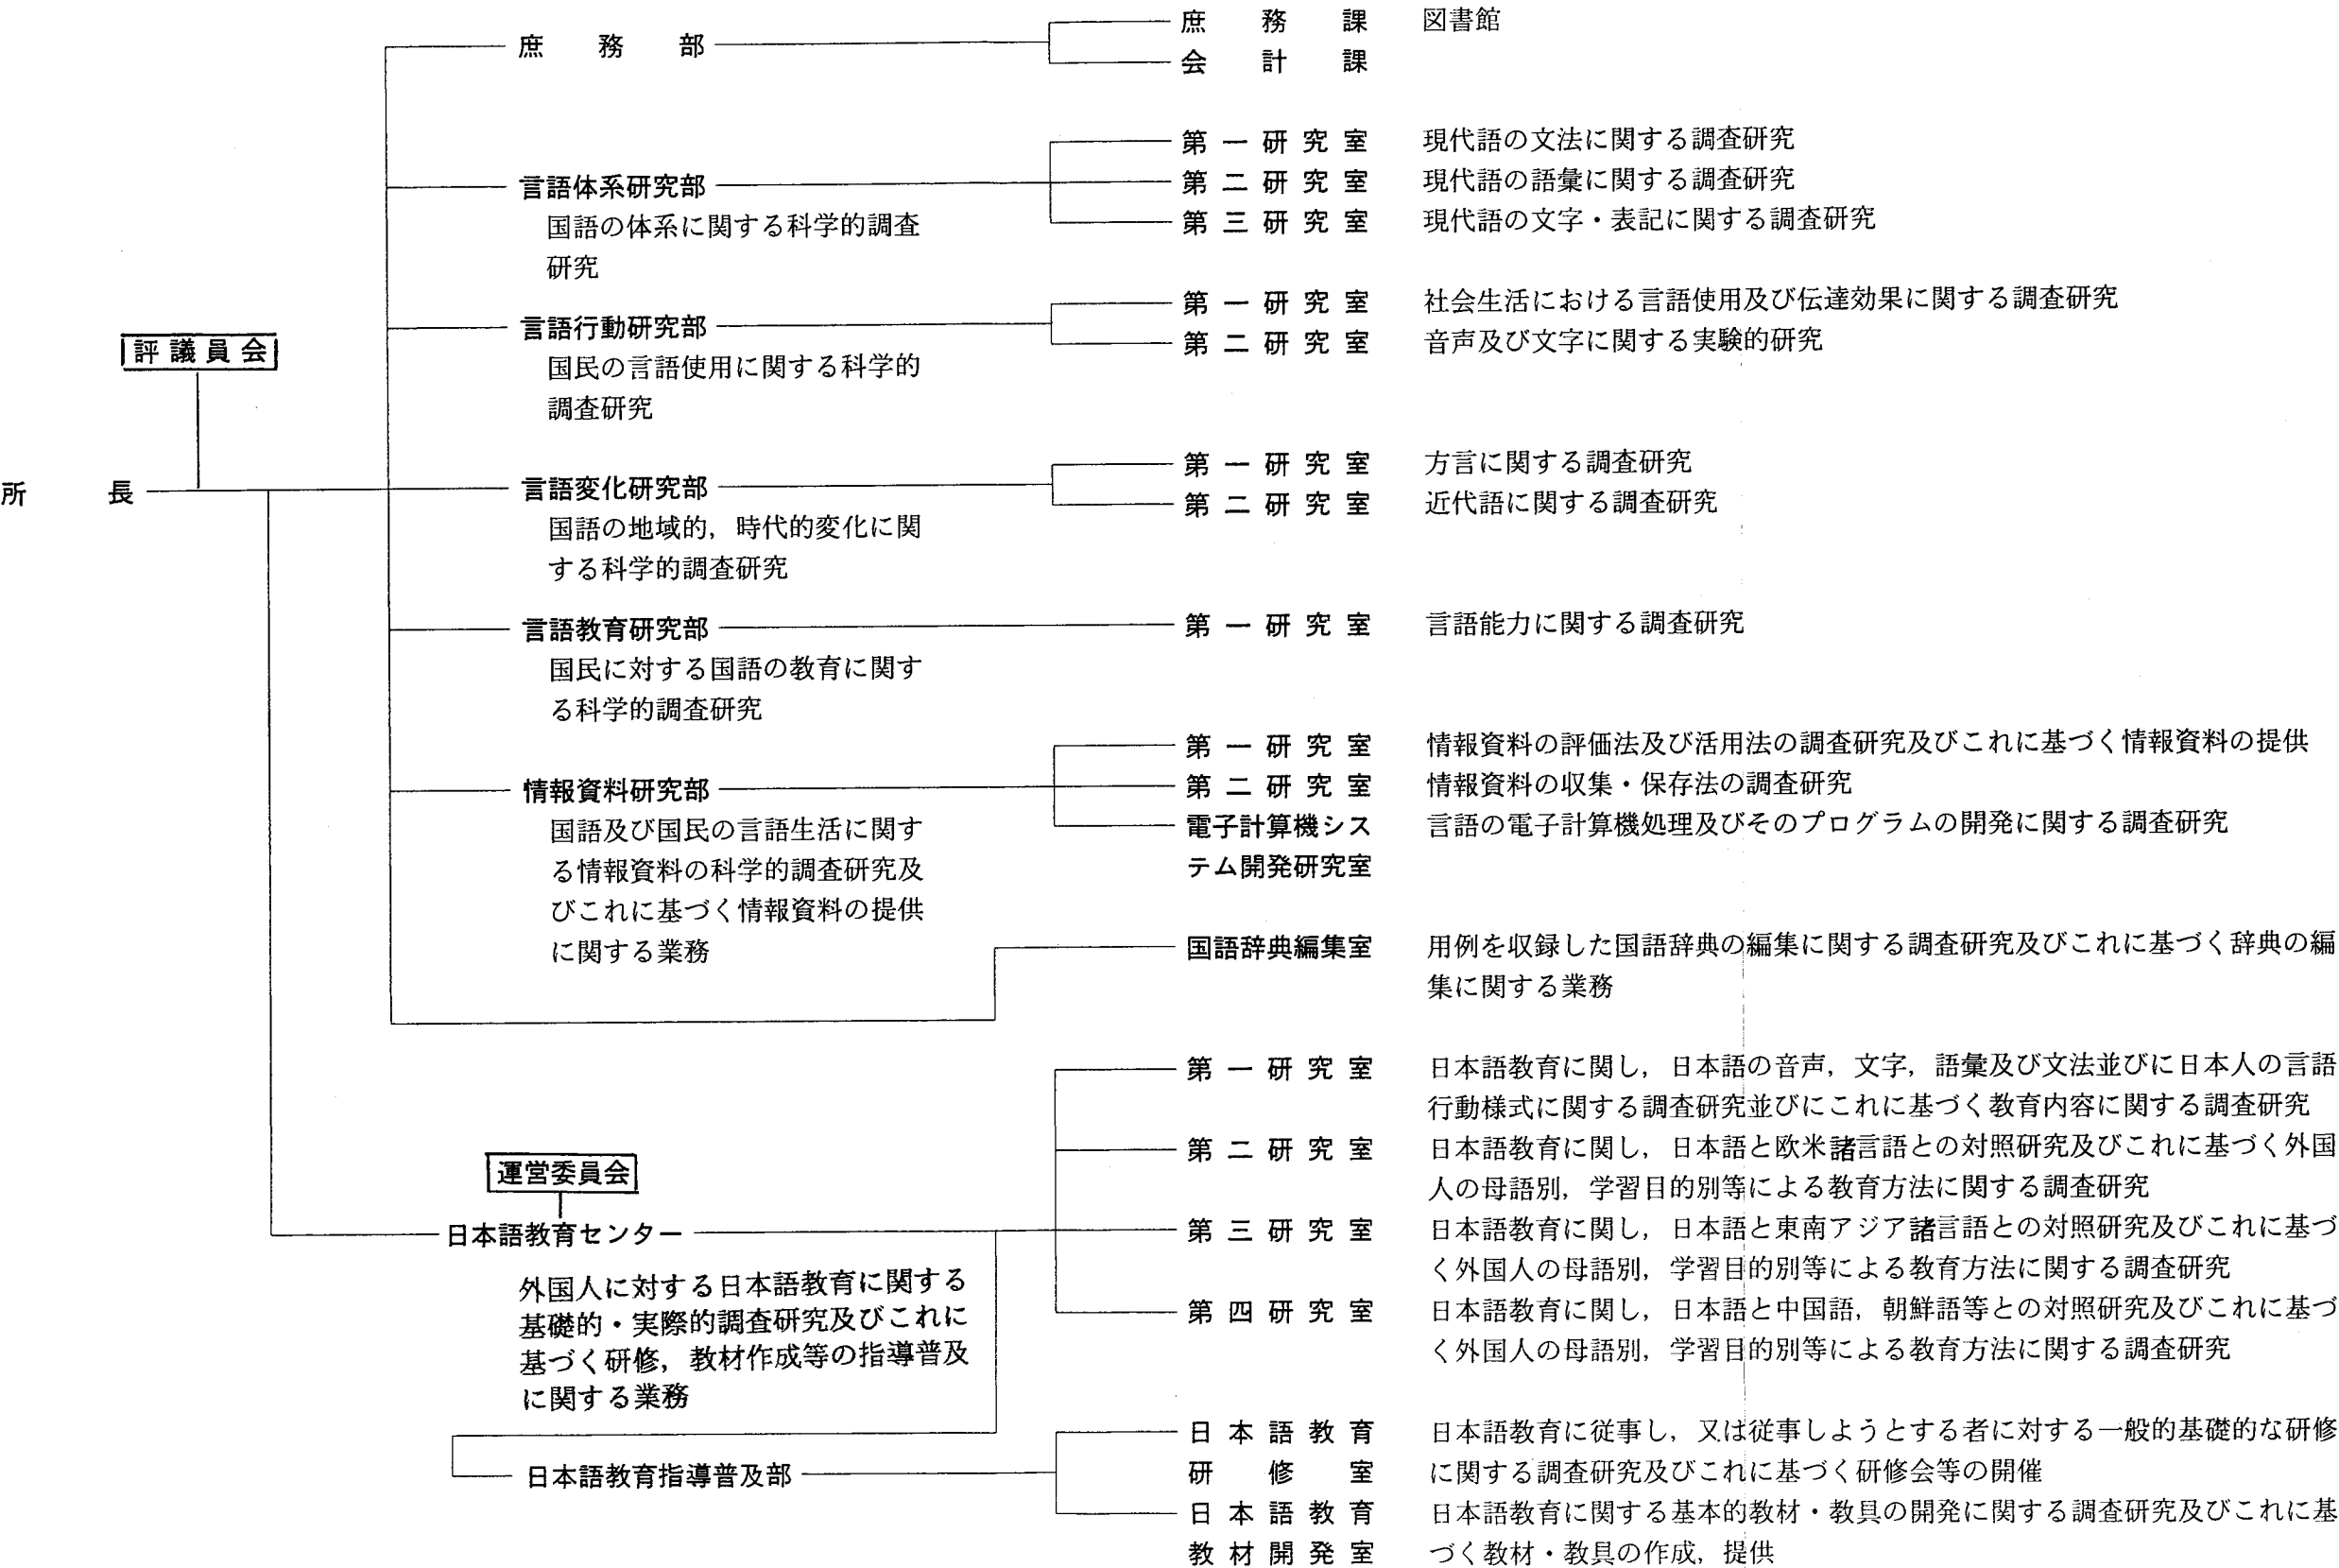 庶務部
庶務課 図書館
会計課
言語体系研究部
国語の体系に関する科学的調査
研究
第一研究室 現代語の文法に関する調査研究
第二研究室 現代語の語彙に関する調査研究
第三研究室 現代語の文字・表記に関する調査研究
評議員会
所長
言語行動研究部
国民の言語使用に関する科学的
調査研究
第一研究室 社会生活における言語使用及び伝達効果に関する調査研究
第二研究室 音声及び文字に関する実験的研究
言語変化研究部
国語の地域的，時代的変化に関
する科学的調査研究
第一研究室 方言に関する調査研究
第二研究室 近代語に関する調査研究
言語教育研究部
国民に対する国語の教育に関す
る科学的調査研究
第一研究室 言語能力に関する調査研究
情報資料研究部
国語及び国民の言語生活に関す
る情報資料の科学的調査研究及
びこれに基づく情報資料の提供
に関する業務
第一研究室 情報資料の評価法及び活用法の調査研究及びこれに基づく情報資料の提供
第二研究室 情報資料の収集・保存法の調査研究
電子計算機シス 言語の電子計算機処理及びそのプログラムの開発に関する調査研究
テム開発研究室
国語辞典編集室 用例を収録した国語辞典の編集に関する調査研究及びこれに基づく辞典の編
集に関する業務
運営委員会
日本語教育センター
外国人に対する日本語教育に関する
基礎的・実際的調査研究及びこれに
基づく研修，教材作成等の指導普及
に関する業務
第一研究室 日本語教育に関し，日本語の音声，文字，語彙及び文法並びに日本人の言語
行動様式に関する調査研究並びにこれに基づく教育内容に関する調査研究
第二研究室 日本語教育に関し，日本語と欧米諸言語との対照研究及びこれに基づく外国
人の母語別，学習目的別等による教育方法に関する調査研究
第三研究室 日本語教育に関し，日本語と東南アジア諸言語との対照研究及びこれに基づ
く外国人の母語別，学習目的別等による教育方法に関する調査研究
第四研究室 日本語教育に関し，日本語と中国語，朝鮮語等との対照研究及びこれに基づ
く外国人の母語別，学習目的別等による教育方法に関する調査研究
日本語教育指導普及部
日本語教育 日本語教育に従事し，又は従事しようとする者に対する一般的基礎的な研修
研修室 に関する調査研究及びこれに基づく研修会等の開催
日本語教育 日本語教育に関する基本的教材・教具の開発に関する調査研究及びこれに基
教材開発室 づく教材・教具の作成，提供